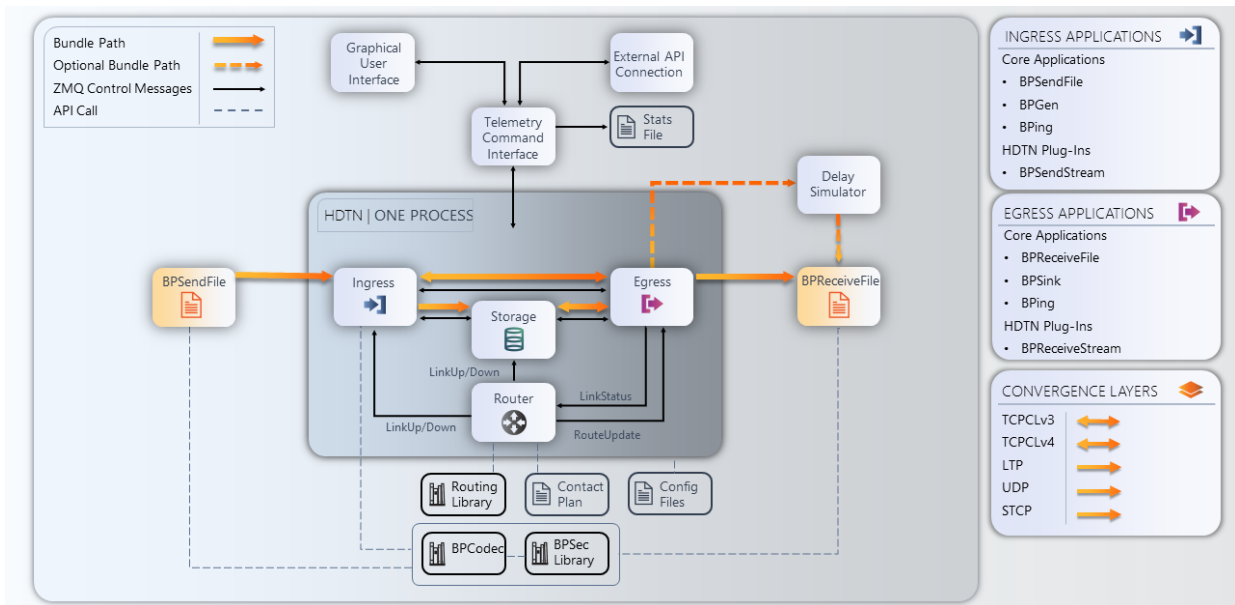 Bundle Path
Optional Bundle Path
ZMQ Control Messages
API Call
Graphical
User
Interface
External API
Connection
Telemetry
Command
Interface
Stats
File
Delay
Simulator
HDTN | ONE PROCESS
BPSendFile
Ingress
Egress
BPReceiveFile
Storage
LinkUp/Down
Router
LinkStatus
LinkUp/Down
RouteUpdate
Routing
Library
Contact
Plan
Config
Files
BPCodec
BPSec
Library
INGRESS APPLICATIONS
Core Applications
• BPSendFile
• BPGen
• BPing
HDTN Plug-Ins
• BPSendStream
EGRESS APPLICATIONS
Core Applications
• BPReceiveFile
• BPSink
• BPing
HDTN Plug-Ins
• BPReceiveStream
CONVERGENCE LAYERS
TCPCLv3
TCPCLv4
LTP
UDP
STCP